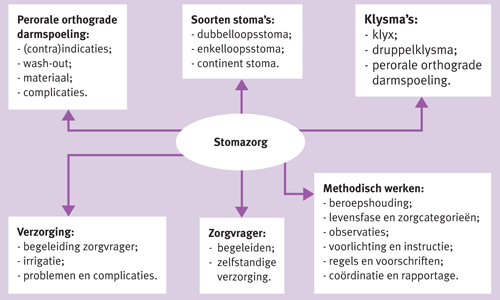 Perorale orthograde
darmspoeling:
- (contra)indicaties;
- wash-out;
- materiaal;
- complicaties.
Soorten stoma's:
- dubbelloopsstoma;
- enkelloopsstoma;
- continent stoma.
Klysma's:
- klyx;
- druppelklysma;
- perorale orthograde
darmspoeling.
Stomazorg
Verzorging:
- begeleiding zorgvrager;
- irrigatie;
- problemen en complicaties.
Zorgvrager:
- begeleiden;
- zelfstandige
verzorging.
Methodisch werken:
- beroepshouding;
- levensfase en zorgcategorieën;
- observaties;
- voorlichting en instructie;
- regels en voorschriften;
- coördinatie en rapportage.